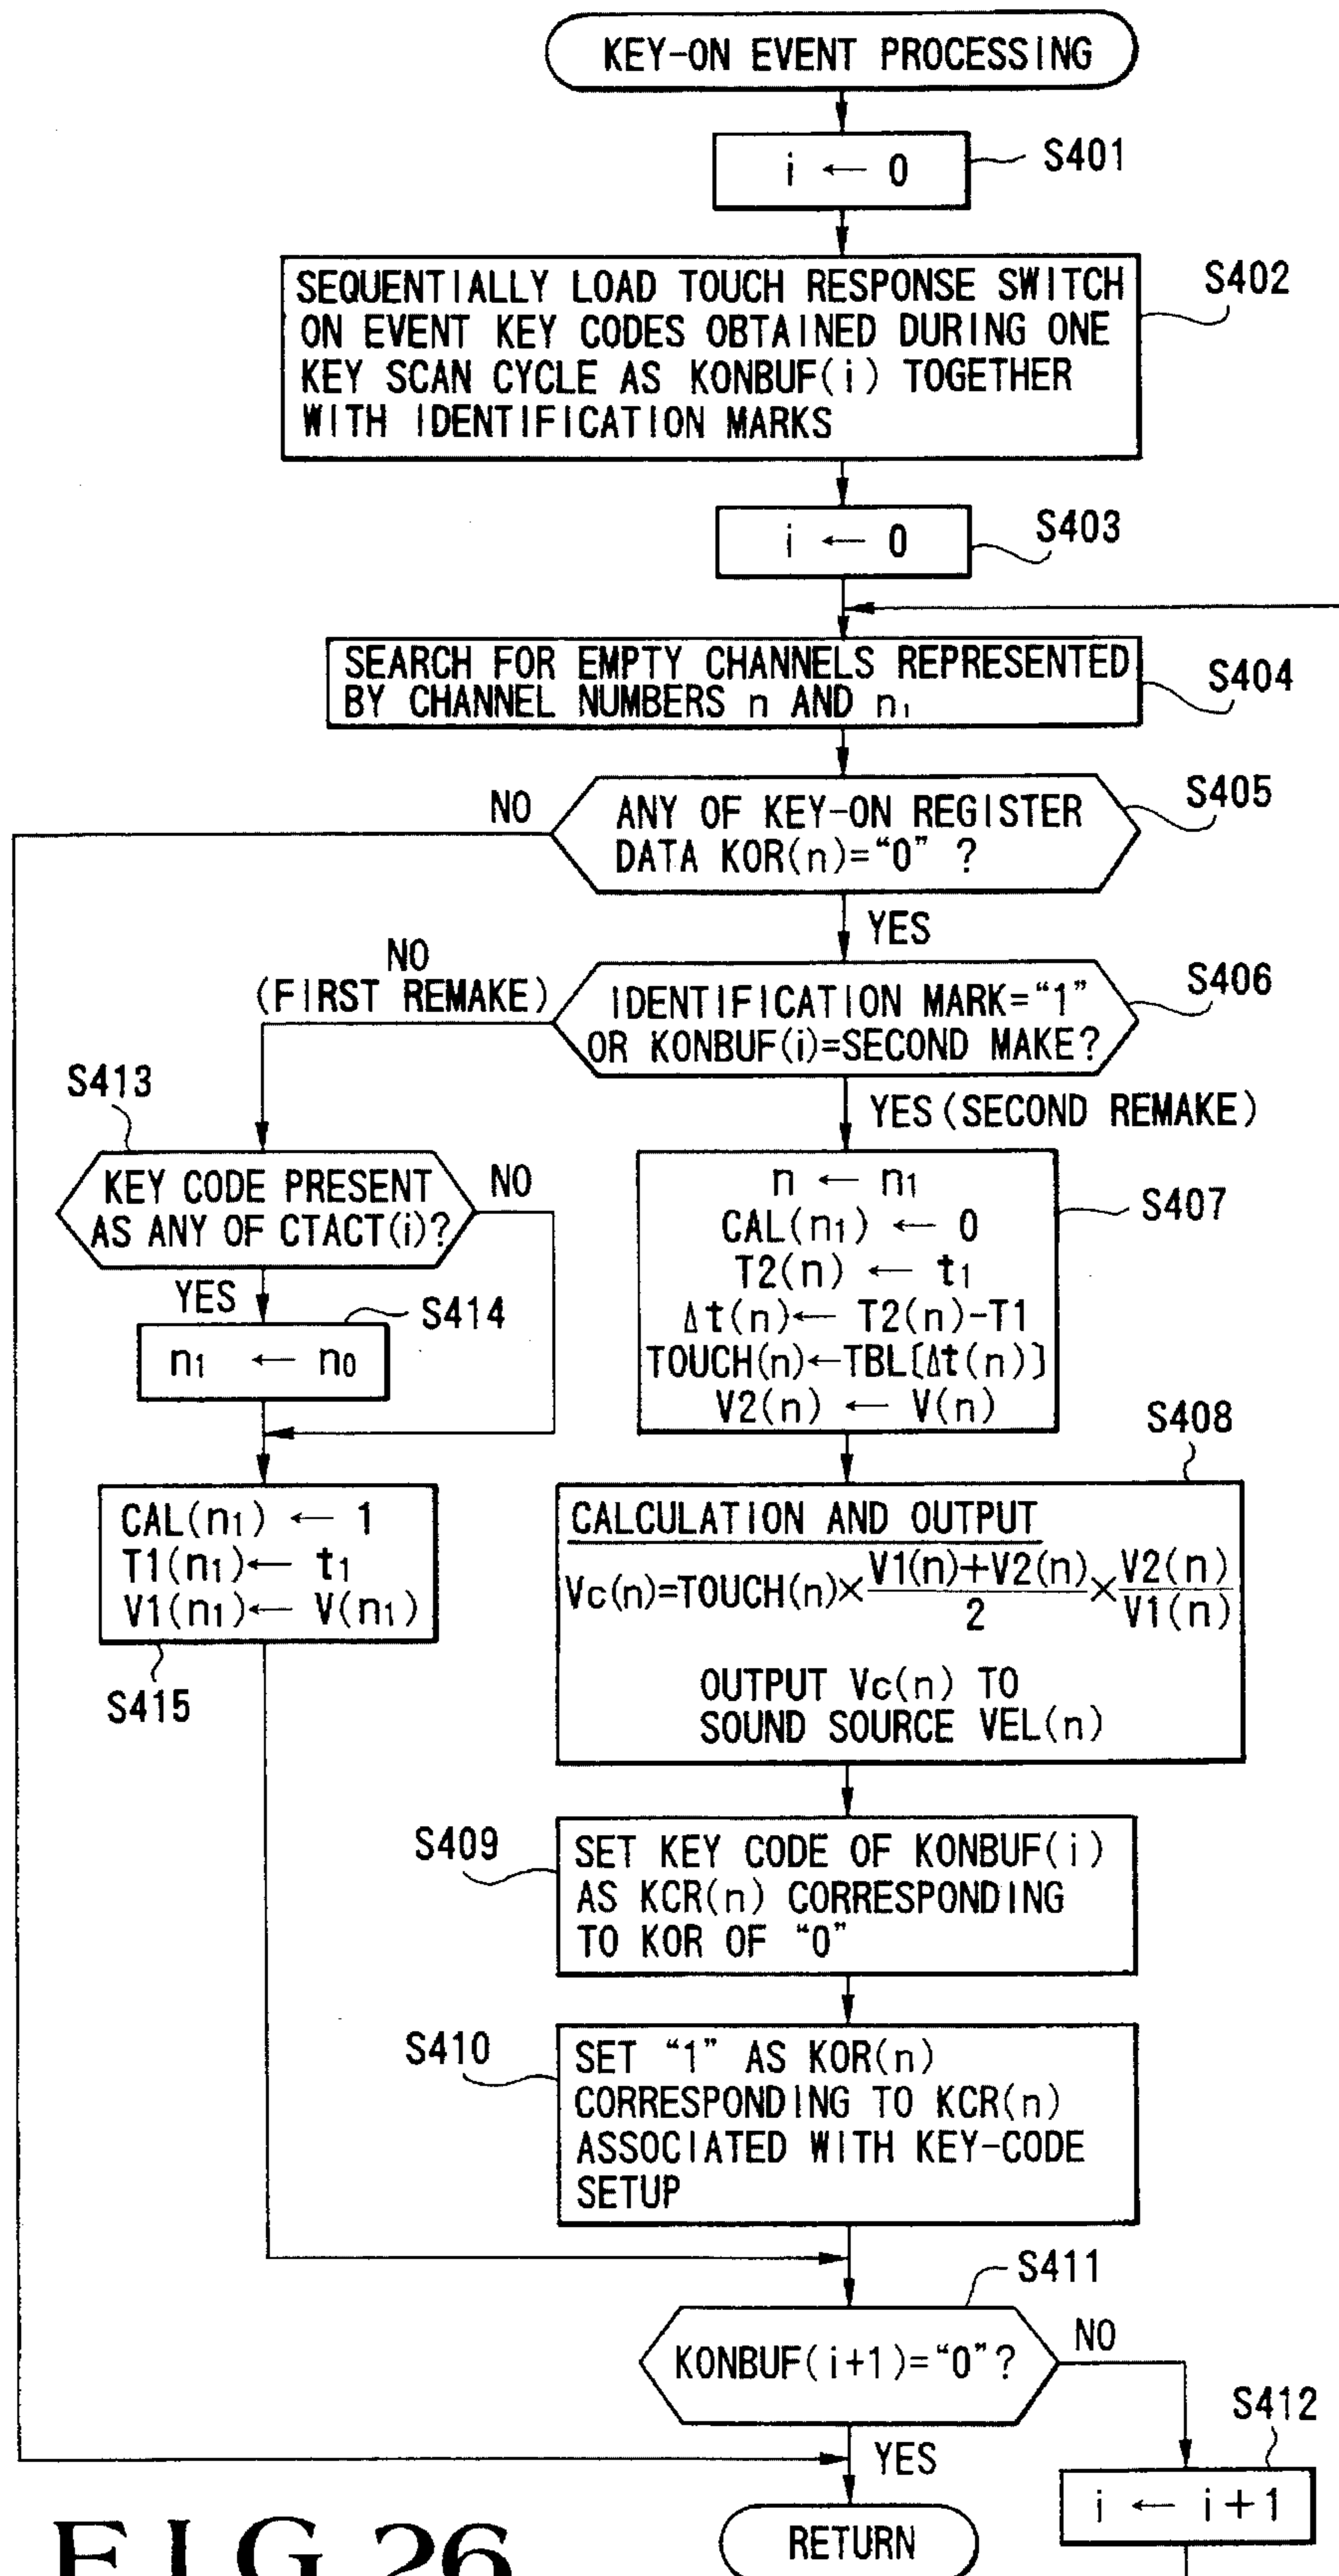 KEY-ON EVENT PROCESSING
i ← 0
S401
SEQUENTIALLY LOAD TOUCH RESPONSE SWITCH
ON EVENT KEY CODES OBTAINED DURING ONE
KEY SCAN CYCLE AS KONBUF(i) TOGETHER
WITH IDENTIFICATION MARKS
S402
i ← 0
S403
SEARCH FOR EMPTY CHANNELS REPRESENTED
BY CHANNEL NUMBERS n AND n₁
S404
ANY OF KEY-ON REGISTER
DATA KOR(n)=“0” ?
S405
NO
YES
IDENTIFICATION MARK=“1”
OR KONBUF(i)=SECOND MAKE?
S406
NO
(FIRST REMAKE)
YES(SECOND REMAKE)
S413
KEY CODE PRESENT
AS ANY OF CTACT(i)?
NO
YES
S414
n₁ ← n₀
CAL(n₁) ← 1
T1(n₁)← t₁
V1(n₁)← V(n₁)
S415
n ← n₁
CAL(n₁) ← 0
T2(n) ← t₁
Δt(n)← T2(n)-T1
TOUCH(n)←TBL[Δt(n)]
V2(n) ← V(n)
S407
S408
CALCULATION AND OUTPUT
Vc(n)=TOUCH(n)×(V1(n)+V2(n))/2×V2(n)/V1(n)
OUTPUT Vc(n) TO
SOUND SOURCE VEL(n)
S409
SET KEY CODE OF KONBUF(i)
AS KCR(n) CORRESPONDING
TO KOR OF “0”
S410
SET “1” AS KOR(n)
CORRESPONDING TO KCR(n)
ASSOCIATED WITH KEY-CODE
SETUP
S411
KONBUF(i+1)=“0”?
NO
YES
S412
i ← i+1
RETURN
FIG.26